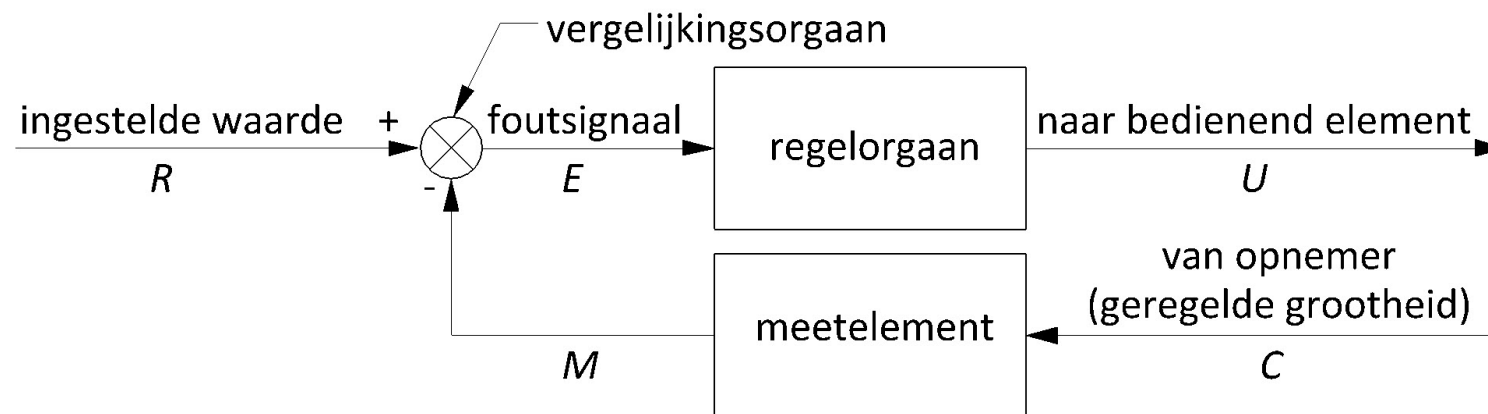 vergelijkingsorgaan
ingestelde waarde + foutsignaal naar bedienend element
regelorgaan
R - E U
van opnemer
(geregelde grootheid)
meetelement
M C